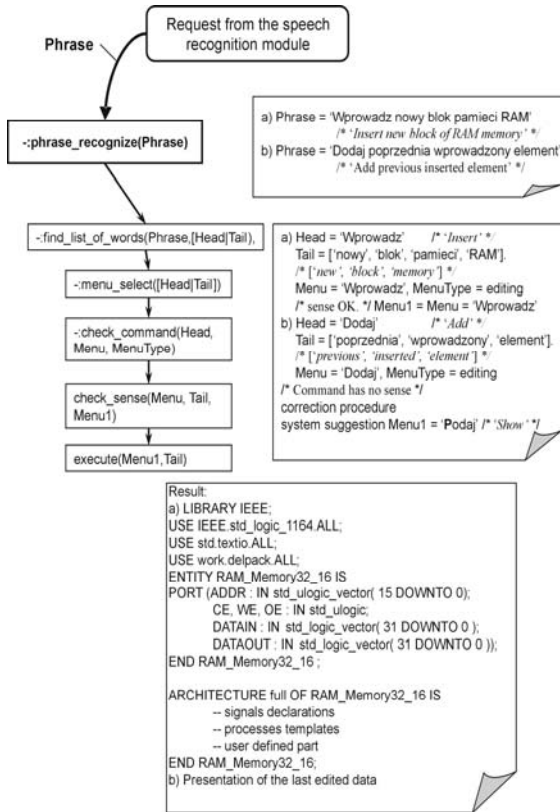 Request from the speech
recognition module
Phrase
-:phrase_recognize(Phrase)
a) Phrase = 'Wprowadz nowy blok pamieci RAM'
/* 'Insert new block of RAM memory' */
b) Phrase = 'Dodaj poprzednia wprowadzony element'
/* 'Add previous inserted element' */
-:find_list_of_words(Phrase,[Head|Tail),
-:menu_select([Head|Tail])
-:check_command(Head,
Menu, MenuType)
check_sense(Menu, Tail,
Menu1)
execute(Menu1,Tail)
a) Head = 'Wprowadz' /* 'Insert' */
Tail = ['nowy', 'blok', 'pamieci', 'RAM'].
/* ['new', 'block', 'memory'] */
Menu = 'Wprowadz', MenuType = editing
/* sense OK. */ Menu1 = Menu = 'Wprowadz'
b) Head = 'Dodaj' /* 'Add' */
Tail = ['poprzednia', 'wprowadzony', 'element'].
/* ['previous', 'inserted', 'element'] */
Menu = 'Dodaj', MenuType = editing
/* Command has no sense */
correction procedure
system suggestion Menu1 = 'Podaj' /* 'Show' */
Result:
a) LIBRARY IEEE;
USE IEEE.std_logic_1164.ALL;
USE std.textio.ALL;
USE work.delpack.ALL;
ENTITY RAM_Memory32_16 IS
PORT (ADDR : IN std_ulogic_vector( 15 DOWNTO 0);
CE, WE, OE : IN std_ulogic;
DATAIN : IN std_logic_vector( 31 DOWNTO 0 );
DATAOUT : IN std_logic_vector( 31 DOWNTO 0 ));
END RAM_Memory32_16 ;
ARCHITECTURE full OF RAM_Memory32_16 IS
-- signals declarations
-- processes templates
-- user defined part
END RAM_Memory32_16;
b) Presentation of the last edited data